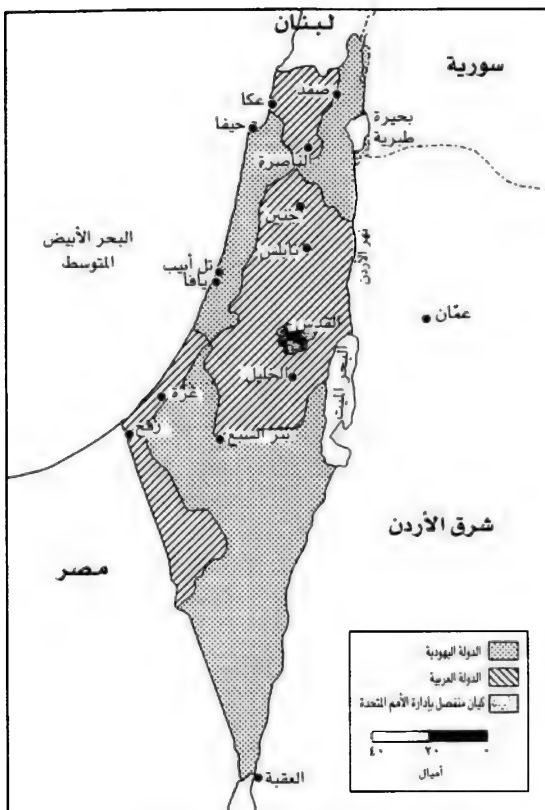 لبنان
سورية
صفد
عكا
حيفا
بحيرة
طبرية
الناصرة
جنين
نابلس
نهر الأردن
البحر الأبيض
المتوسط
تل أبيب
يافا
القدس
عمّان
البحر الميت
الخليل
غزة
رفح
بئر السبع
شرق الأردن
مصر
الدولة اليهودية
الدولة العربية
كيان منفصل بإدارة الأمم المتحدة
٤٠ ٢٠ ٠
أميال
العقبة